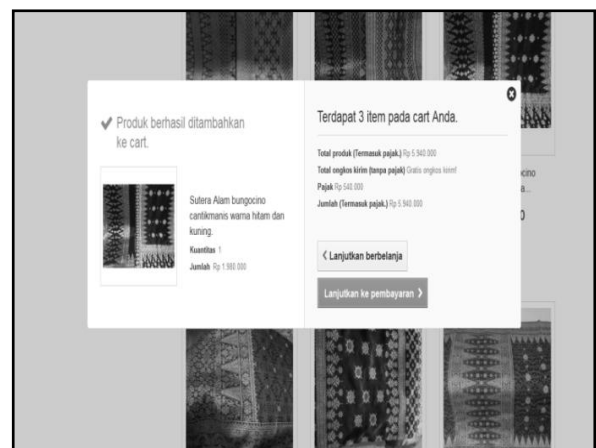 Produk berhasil ditambahkan
ke cart.
Sutera Alam bungocino
cantikmanis warna hitam dan
kuning.
Kuantitas 1
Jumlah Rp 1.980.000
Terdapat 3 item pada cart Anda.
Total produk (Termasuk pajak.) Rp 5.940.000
Total ongkos kirim (tanpa pajak) Gratis ongkos kirim!
Pajak Rp 540.000
Jumlah (Termasuk pajak.) Rp 5.940.000
Lanjutkan berbelanja
Lanjutkan ke pembayaran